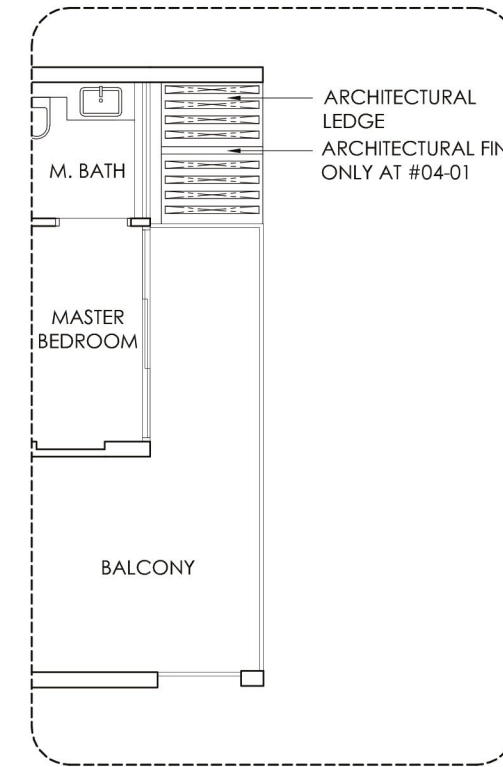 ARCHITECTURAL
LEDGE
ARCHITECTURAL FIN
ONLY AT #04-01
M. BATH
MASTER
BEDROOM
BALCONY